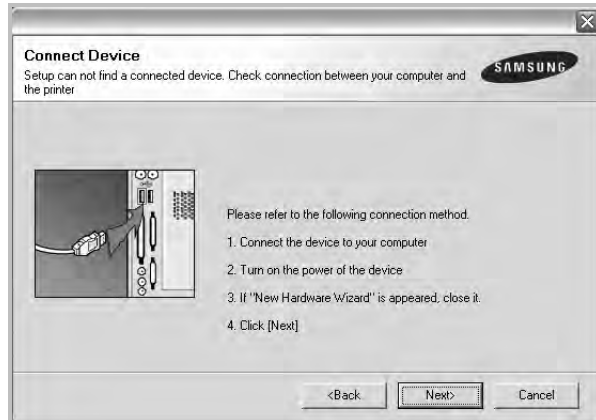 Connect Device
Setup can not find a connected device. Check connection between your computer and
the printer
SAMSUNG
Please refer to the following connection method.
1. Connect the device to your computer
2. Turn on the power of the device
3. If "New Hardware Wizard" is appeared, close it.
4. Click [Next]
<Back
Next>
Cancel